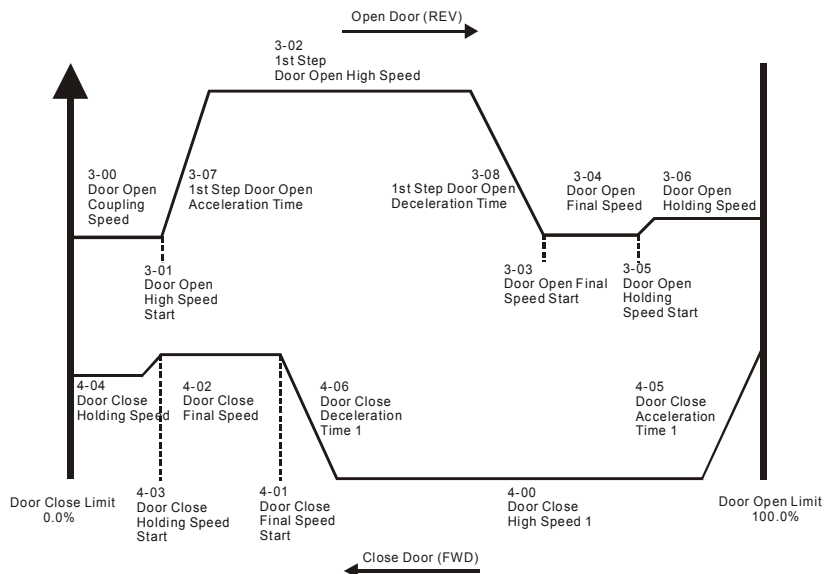 Open Door (REV)
3-02
1st Step
Door Open High Speed
3-00
Door Open
Coupling
Speed
3-07
1st Step Door Open
Acceleration Time
3-08
1st Step Door Open
Deceleration Time
3-04
Door Open
Final Speed
3-06
Door Open
Holding Speed
3-01
Door Open
High Speed
Start
3-03
Door Open Final
Speed Start
3-05
Door Open
Holding
Speed Start
4-04
Door Close
Holding Speed
4-02
Door Close
Final Speed
4-06
Door Close
Deceleration
Time 1
4-05
Door Close
Acceleration
Time 1
Door Close Limit
0.0%
4-03
Door Close
Holding Speed
Start
4-01
Door Close
Final Speed
Start
4-00
Door Close
High Speed 1
Door Open Limit
100.0%
Close Door (FWD)